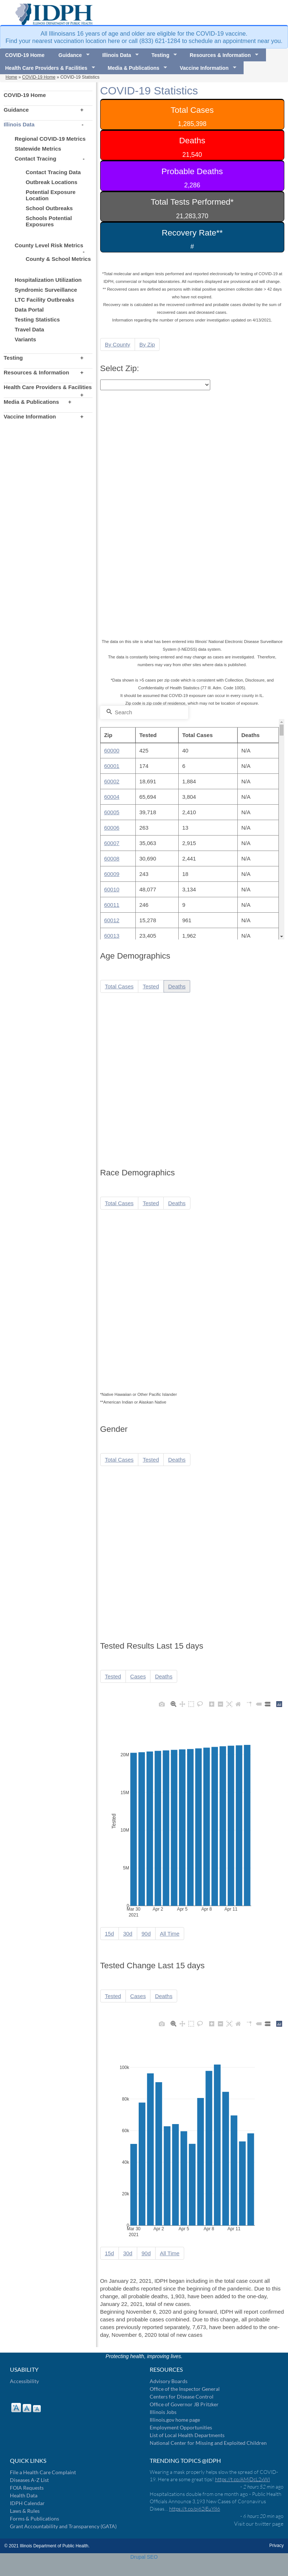 IDPH
ILLINOIS DEPARTMENT OF PUBLIC HEALTH
All Illinoisans 16 years of age and old and older are eligible for the COVID-19 vaccine.
Find your nearest COVID-19 vaccination location here or call (833) 621-1284 to schedule an appointment near you.
COVID-19 Home Guidance Illinois Data Testing Resources & Information
Health Care Providers & Facilities Media & Publications Vaccine Information
Home » COVID-19 Home » COVID-19 Statistics
COVID-19 Home
Guidance +
Illinois Data -
Regional COVID-19 Metrics
Statewide Metrics
Contact Tracing -
Contact Tracing Data
Outbreak Locations
Potential Exposure
Location
School Outbreaks
Schools Potential
Exposures
County Level Risk Metrics
-
County & School Metrics
Hospitalization Utilization
Syndromic Surveillance
LTC Facility Outbreaks
Data Portal
Testing Statistics
Travel Data
Variants
Testing +
Resources & Information +
Health Care Providers & Facilities
+
Media & Publications +
Vaccine Information +
COVID-19 Statistics
Total Cases
1,285,398
Deaths
21,540
Probable Deaths
2,286
Total Tests Performed*
21,283,370
Recovery Rate**
#
*Total molecular and antigen tests performed and reported electronically for testing of COVID-19 at
IDPH, commercial or hospital laboratories. All numbers displayed are provisional and will change.
** Recovered cases are defined as persons with initial positive specimen collection date > 42 days
who have not expired
Recovery rate is calculated as the recovered cases and confirmed probable cases divided by the sum of
recovered cases and deceased cases.
Information regarding the number of persons under investigation updated on 4/13/2021.
By County By Zip
Select Zip:
The data on this site is what has been entered into Illinois' National Electronic Disease Surveillance
System (I-NEDSS) data system.
The data is constantly being entered and may change as cases are investigated. Therefore,
numbers may vary from other sites where data is published.
*Data displayed is >5 cases per zip code which is consistent with Collection, Disclosure, and
Confidentiality of Health Statistics (77 Ill. Adm. Code 1005).
It should be assumed that COVID-19 exposure can occur in every county in IL.
Zip code is zip code of residence, which may not be location of exposure.
Search
Zip Tested Total Cases Deaths
60000 425 40 N/A
60001 174 6 N/A
60002 18,691 1,884 N/A
60004 65,694 3,804 N/A
60005 39,718 2,410 N/A
60006 263 13 N/A
60007 35,063 2,915 N/A
60008 30,690 2,441 N/A
60009 243 18 N/A
60010 48,077 3,134 N/A
60011 246 9 N/A
60012 15,278 961 N/A
60013 23,405 1,962 N/A
Age Demographics
Total Cases Tested Deaths
Race Demographics
Total Cases Tested Deaths
*Native Hawaiian or Other Pacific Islander
**American Indian or Alaskan Native
Gender
Total Cases Tested Deaths
Tested Results Last 15 days
Tested Cases Deaths
20M
15M
10M
5M
0
Tested
Mar 30 Apr 2 Apr 5 Apr 8 Apr 11
2021
15d 30d 90d All Time
Tested Change Last 15 days
Tested Cases Deaths
100k
80k
60k
40k
20k
0
Mar 30 Apr 2 Apr 5 Apr 8 Apr 11
2021
15d 30d 90d All Time
On January 22, 2021, IDPH began including in the total case count all
probable deaths reported since the beginning of the pandemic. Due to this
change, all probable deaths, 1,903, have been added to the one-day,
January 22, 2021, total of new cases.
Beginning November 6, 2020 and going forward, IDPH will report confirmed
cases and probable cases combined. Due to this change, all probable
cases previously reported separately, 7,673, have been added to the one-
day, November 6, 2020 total of new cases.
Protecting health, improving lives.
USABILITY
Accessibility
A A A
RESOURCES
Advisory Boards
Office of the Inspector General
Centers for Disease Control
Office of Governor JB Pritzker
Illinois Jobs
Illinois.gov home page
Employment Opportunities
List of Local Health Departments
National Center for Missing and Exploited Children
QUICK LINKS
File a Health Care Complaint
Diseases A-Z List
FOIA Requests
Health Data
IDPH Calendar
Laws & Rules
Forms & Publications
Grant Accountability and Transparency (GATA)
TRENDING TOPICS @IDPH
Wearing a mask properly helps slow the spread of COVID-
19. Here are some great tips!
- 2 hours 52 min ago
Hospitalizations double from one month ago - Public Health
Officials Announce 3,193 New Cases of Coronavirus
Diseas...
- 4 hours 20 min ago
Visit our twitter page
© 2021 Illinois Department of Public Health. Privacy
Drupal SEO